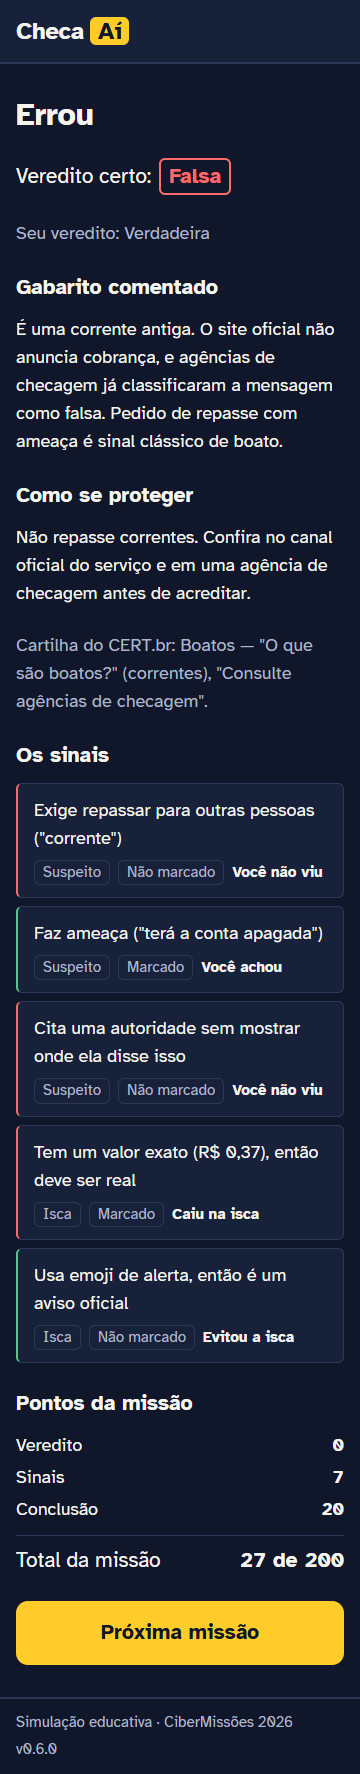 Checa Aí
Errou
Veredito certo: Falsa
Seu veredito: Verdadeira
Gabarito comentado
É uma corrente antiga. O site oficial não
anuncia cobrança, e agências de
checagem já classificaram a mensagem
como falsa. Pedido de repasse com
ameaça é sinal clássico de boato.
Como se proteger
Não repasse correntes. Confira no canal
oficial do serviço e em uma agência de
checagem antes de acreditar.
Cartilha do CERT.br: Boatos — "O que
são boatos?" (correntes), "Consulte
agências de checagem".
Os sinais
Exige repassar para outras pessoas
("corrente")
Suspeito Não marcado Você não viu
Faz ameaça ("terá a conta apagada")
Suspeito Marcado Você achou
Cita uma autoridade sem mostrar
onde ela disse isso
Suspeito Não marcado Você não viu
Tem um valor exato (R$ 0,37), então
deve ser real
Isca Marcado Caiu na isca
Usa emoji de alerta, então é um
aviso oficial
Isca Não marcado Evitou a isca
Pontos da missão
Veredito 0
Sinais 7
Conclusão 20
Total da missão 27 de 200
Próxima missão
Simulação educativa · CiberMissões 2026
v0.6.0